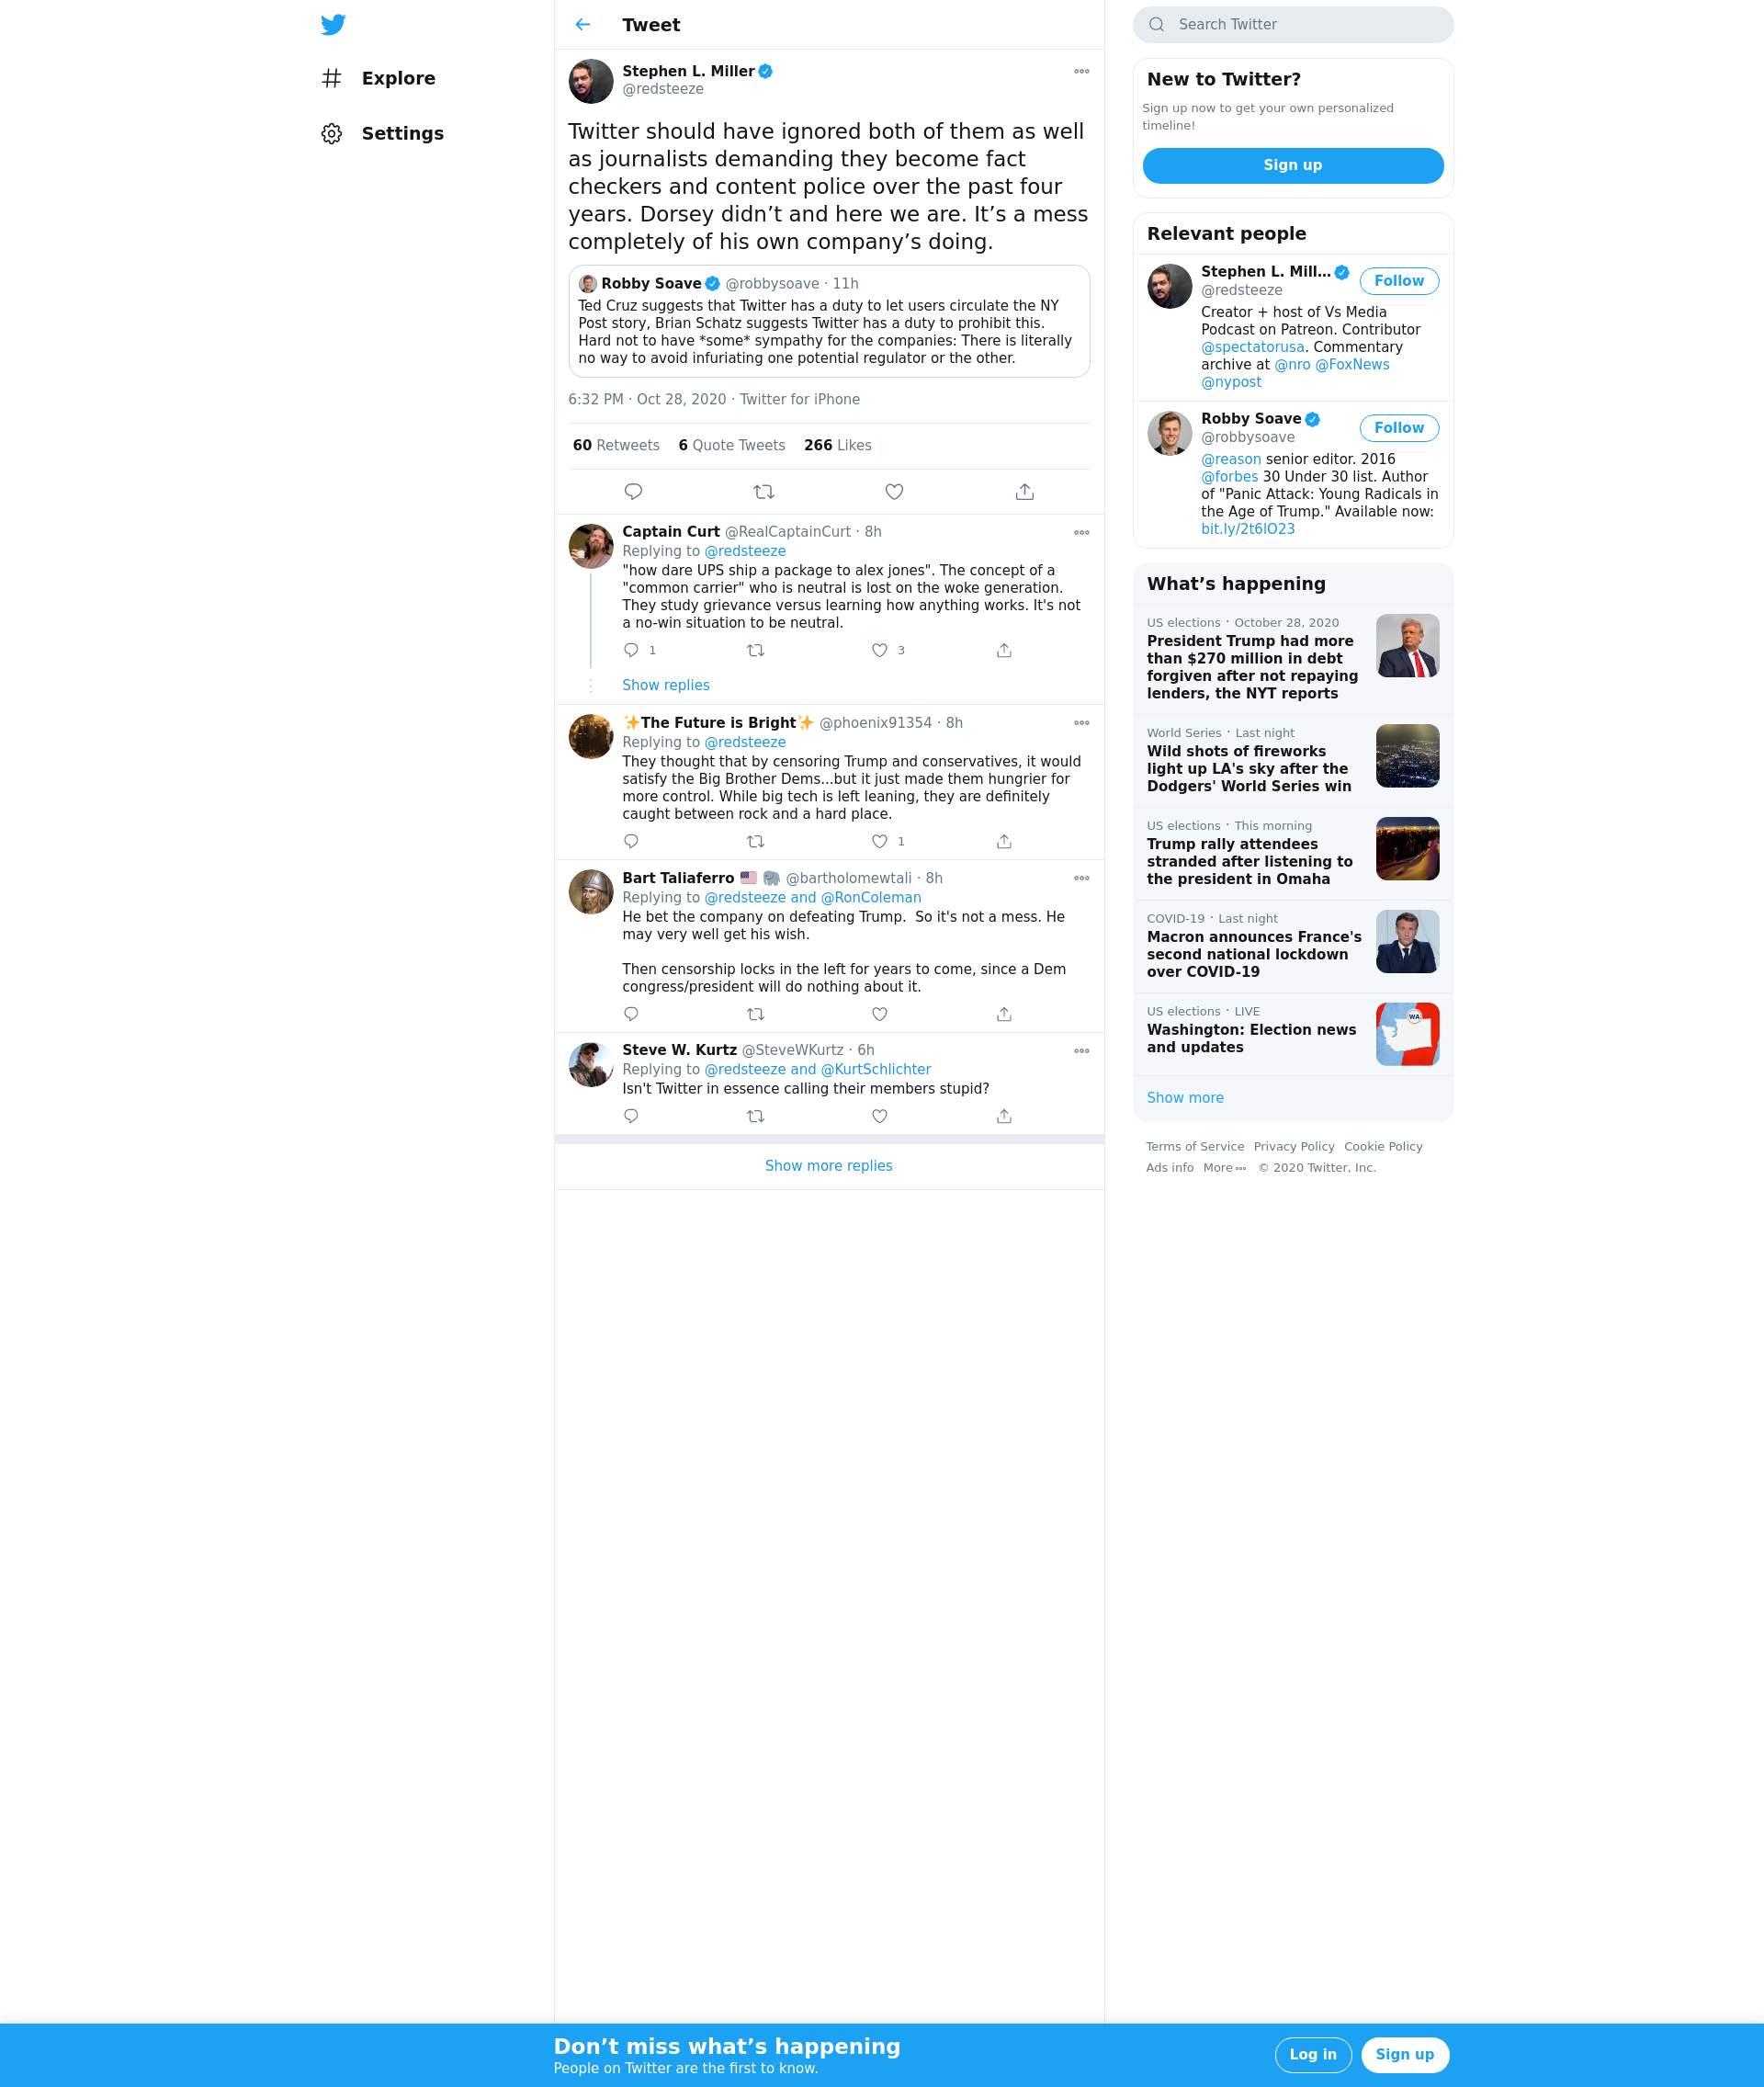 Explore
Settings
Tweet
Stephen L. Miller
@redsteeze
Twitter should have ignored both of them as well
as journalists demanding they become fact
checkers and content police over the past four
years. Dorsey didn’t and here we are. It’s a mess
completely of his own company’s doing.
Robby Soave @robbysoave · 11h
Ted Cruz suggests that Twitter has a duty to let users circulate the NY
Post story, Brian Schatz suggests Twitter has a duty to prohibit this.
Hard not to have *some* sympathy for the companies: There is literally
no way to avoid infuriating one potential regulator or the other.
6:32 PM · Oct 28, 2020 · Twitter for iPhone
60 Retweets 6 Quote Tweets 266 Likes
Captain Curt @RealCaptainCurt · 8h
Replying to @redsteeze
"how dare UPS ship a package to alex jones". The concept of a
"common carrier" who is neutral is lost on the woke generation.
They study grievance versus learning how anything works. It's not
a no-win situation to be neutral.
1 3
Show replies
✨The Future is Bright✨ @phoenix91354 · 8h
Replying to @redsteeze
They thought that by censoring Trump and conservatives, it would
satisfy the Big Brother Dems...but it just made them hungrier for
more control. While big tech is left leaning, they are definitely
caught between rock and a hard place.
1
Bart Taliaferro 🇺🇸 🐘 @bartholomewtali · 8h
Replying to @redsteeze and @RonColeman
He bet the company on defeating Trump.  So it's not a mess. He
may very well get his wish.
Then censorship locks in the left for years to come, since a Dem
congress/president will do nothing about it.
Steve W. Kurtz @SteveWKurtz · 6h
Replying to @redsteeze and @KurtSchlichter
Isn't Twitter in essence calling their members stupid?
Show more replies
Search Twitter
New to Twitter?
Sign up now to get your own personalized
timeline!
Sign up
Relevant people
Stephen L. Mill...
@redsteeze
Follow
Creator + host of Vs Media
Podcast on Patreon. Contributor
@spectatorusa. Commentary
archive at @nro @FoxNews
@nypost
Robby Soave
@robbysoave
Follow
@reason senior editor. 2016
@forbes 30 Under 30 list. Author
of "Panic Attack: Young Radicals in
the Age of Trump." Available now:
bit.ly/2t6lO23
What’s happening
US elections · October 28, 2020
President Trump had more
than $270 million in debt
forgiven after not repaying
lenders, the NYT reports
World Series · Last night
Wild shots of fireworks
light up LA's sky after the
Dodgers' World Series win
US elections · This morning
Trump rally attendees
stranded after listening to
the president in Omaha
COVID-19 · Last night
Macron announces France's
second national lockdown
over COVID-19
US elections · LIVE
Washington: Election news
and updates
WA
Show more
Terms of Service Privacy Policy Cookie Policy
Ads info More © 2020 Twitter, Inc.
Don’t miss what’s happening
People on Twitter are the first to know.
Log in
Sign up